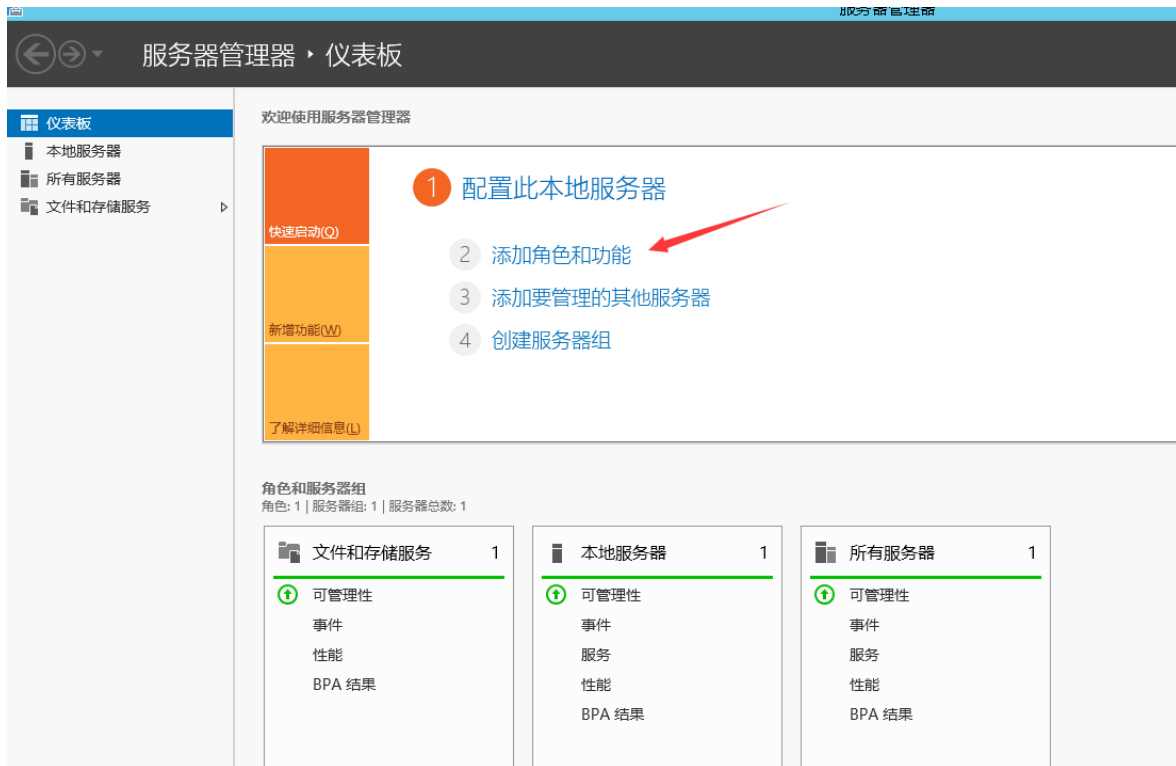 服务器管理器
服务器管理器 ‣ 仪表板
仪表板
本地服务器
所有服务器
文件和存储服务
欢迎使用服务器管理器
快速启动(Q)
新增功能(W)
了解详细信息(L)
1 配置此本地服务器
2 添加角色和功能
3 添加要管理的其他服务器
4 创建服务器组
角色和服务器组
角色: 1 | 服务器组: 1 | 服务器总数: 1
文件和存储服务 1
可管理性
事件
性能
BPA 结果
本地服务器 1
可管理性
事件
服务
性能
BPA 结果
所有服务器 1
可管理性
事件
服务
性能
BPA 结果